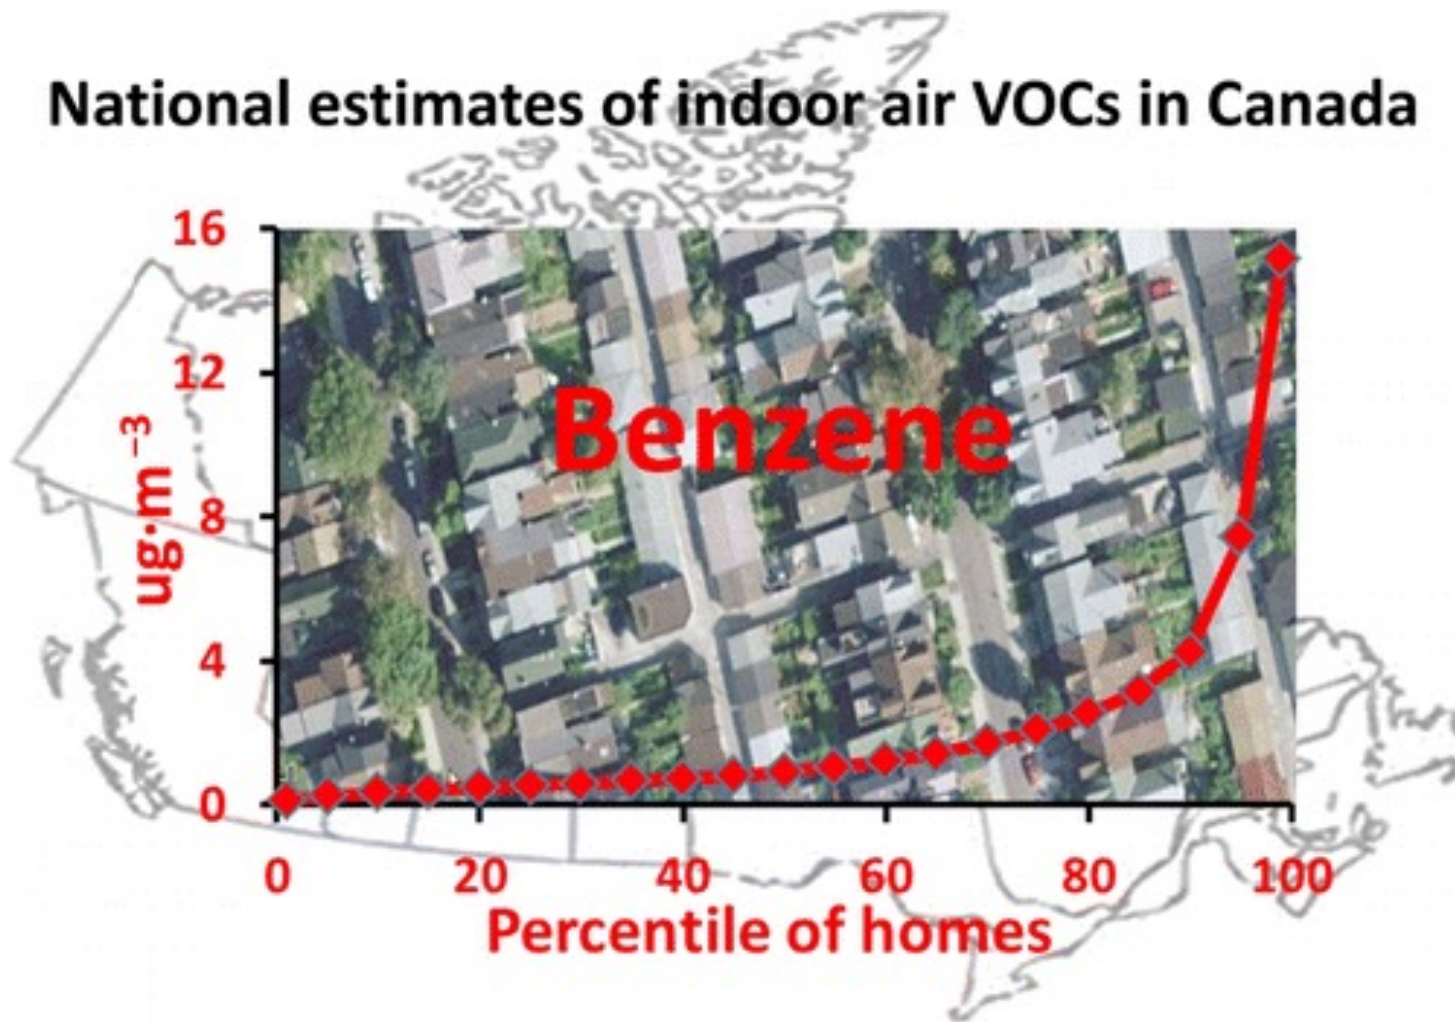 National estimates of indoor air VOCs in Canada
16
12
8
4
0
ug·m⁻³
Benzene
0 20 40 60 80 100
Percentile of homes